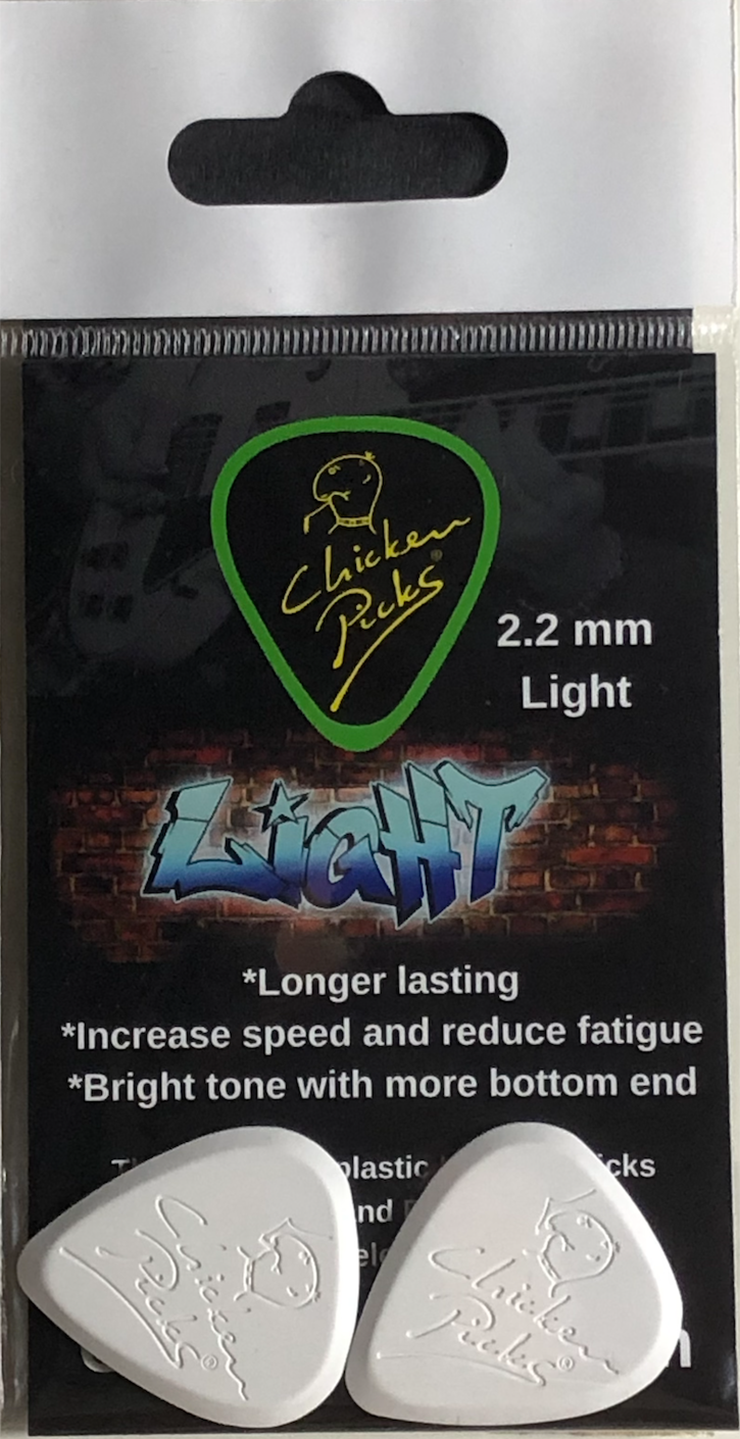 Chicken
Picks®
2.2 mm
Light
LiGHT
*Longer lasting
*Increase speed and reduce fatigue
*Bright tone with more bottom end
plastic
Chicken
Picks®
Chicken
Picks®